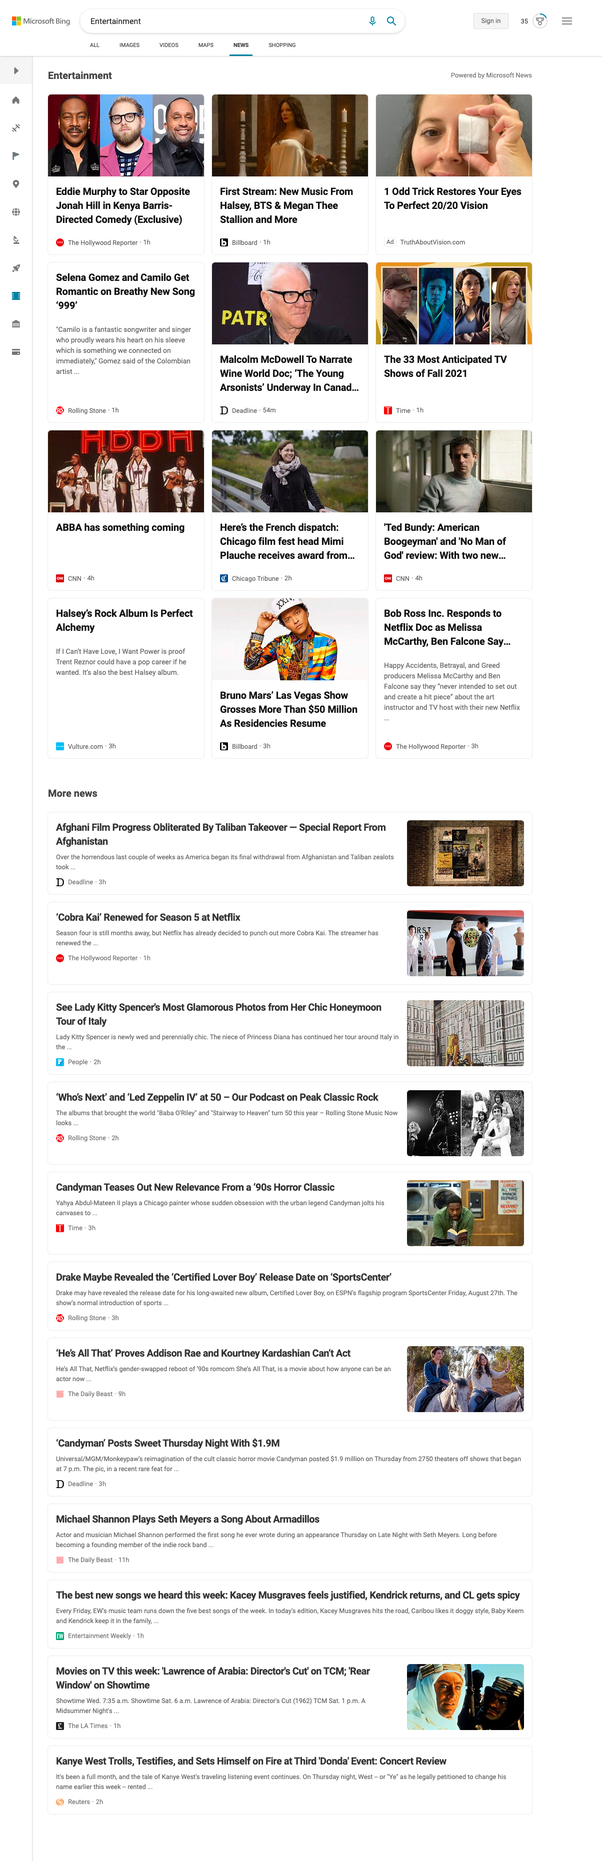 Microsoft Bing
Entertainment
Sign in
35
ALL
IMAGES
VIDEOS
MAPS
NEWS
SHOPPING
Entertainment
Powered by Microsoft News
Eddie Murphy to Star Opposite
Jonah Hill in Kenya Barris-
Directed Comedy (Exclusive)
The Hollywood Reporter · 1h
First Stream: New Music From
Halsey, BTS & Megan Thee
Stallion and More
Billboard · 1h
1 Odd Trick Restores Your Eyes
To Perfect 20/20 Vision
Ad TruthAboutVision.com
Selena Gomez and Camilo Get
Romantic on Breathy New Song
‘999’
“Camilo is a fantastic songwriter and singer
who proudly wears his heart on his sleeve
which is something we connected on
immediately,” Gomez said of the Colombian
artist ...
Rolling Stone · 1h
PATR
Malcolm McDowell To Narrate
Wine World Doc; ‘The Young
Arsonists’ Underway In Canad...
Deadline · 54m
The 33 Most Anticipated TV
Shows of Fall 2021
Time · 1h
ABBA has something coming
CNN · 4h
Here’s the French dispatch:
Chicago film fest head Mimi
Plauche receives award from...
Chicago Tribune · 2h
'Ted Bundy: American
Boogeyman' and 'No Man of
God' review: With two new...
CNN · 4h
Halsey’s Rock Album Is Perfect
Alchemy
If I Can’t Have Love, I Want Power is proof
Trent Reznor could have a pop career if he
wanted. It’s also the best Halsey album.
Vulture.com · 3h
Bruno Mars’ Las Vegas Show
Grosses More Than $50 Million
As Residencies Resume
Billboard · 3h
Bob Ross Inc. Responds to
Netflix Doc as Melissa
McCarthy, Ben Falcone Say...
Happy Accidents, Betrayal, and Greed
producers Melissa McCarthy and Ben
Falcone say they “never intended to set out
and create a hit piece” about the art
instructor and TV host with their new Netflix
...
The Hollywood Reporter · 3h
More news
Afghani Film Progress Obliterated By Taliban Takeover — Special Report From
Afghanistan
Over the horrendous last couple of weeks as America began its final withdrawal from Afghanistan and Taliban zealots
took ...
Deadline · 3h
‘Cobra Kai’ Renewed for Season 5 at Netflix
Season four is still months away, but Netflix has already decided to punch out more Cobra Kai. The streamer has
renewed the ...
The Hollywood Reporter · 1h
See Lady Kitty Spencer's Most Glamorous Photos from Her Chic Honeymoon
Tour of Italy
Lady Kitty Spencer is newly wed and perennially chic. The niece of Princess Diana has continued her tour around Italy in
the ...
People · 2h
‘Who’s Next’ and ‘Led Zeppelin IV’ at 50 – Our Podcast on Peak Classic Rock
The albums that brought the world "Baba O'Riley" and "Stairway to Heaven" turn 50 this year – Rolling Stone Music Now
looks ...
Rolling Stone · 2h
Candyman Teases Out New Relevance From a ‘90s Horror Classic
Yahya Abdul-Mateen II plays a Chicago painter whose sudden obsession with the urban legend Candyman jolts his
canvases to ...
Time · 3h
Drake Maybe Revealed the ‘Certified Lover Boy’ Release Date on ‘SportsCenter’
Drake may have revealed the release date for his long-awaited new album, Certified Lover Boy, on ESPN’s flagship program SportsCenter Friday, August 27th. The
show’s normal introduction of sports ...
Rolling Stone · 3h
‘He’s All That’ Proves Addison Rae and Kourtney Kardashian Can’t Act
He’s All That, Netflix’s gender-swapped reboot of ’90s romcom She’s All That, is a movie about how anyone can be an
actor now ...
The Daily Beast · 9h
‘Candyman’ Posts Sweet Thursday Night With $1.9M
Universal/MGM/Monkeypaw’s reimagination of the cult classic horror movie Candyman posted $1.9 million on Thursday from 2750 theaters off shows that began
at 7 p.m. The pic, in a recent rare feat for ...
Deadline · 3h
Michael Shannon Plays Seth Meyers a Song About Armadillos
Actor and musician Michael Shannon performed the first song he ever wrote during an appearance Thursday on Late Night with Seth Meyers. Long before
becoming a founding member of the indie rock band ...
The Daily Beast · 11h
The best new songs we heard this week: Kacey Musgraves feels justified, Kendrick returns, and CL gets spicy
Every Friday, EW's music team runs down the five best songs of the week. In today's edition, Kacey Musgraves hits the road, Caribou likes it doggy style, Baby Keem
and Kendrick keep it in the family, ...
Entertainment Weekly · 1h
Movies on TV this week: 'Lawrence of Arabia: Director's Cut' on TCM; 'Rear
Window' on Showtime
Showtime Wed. 7:35 a.m. Showtime Sat. 6 a.m. Lawrence of Arabia: Director's Cut (1962) TCM Sat. 1 p.m. A
Midsummer Night's ...
The LA Times · 1h
Kanye West Trolls, Testifies, and Sets Himself on Fire at Third 'Donda' Event: Concert Review
It's been a full month, and the tale of Kanye West's traveling listening event continues. On Thursday night, West – or "Ye" as he legally petitioned to change his
name earlier this week – rented ...
Reuters · 2h